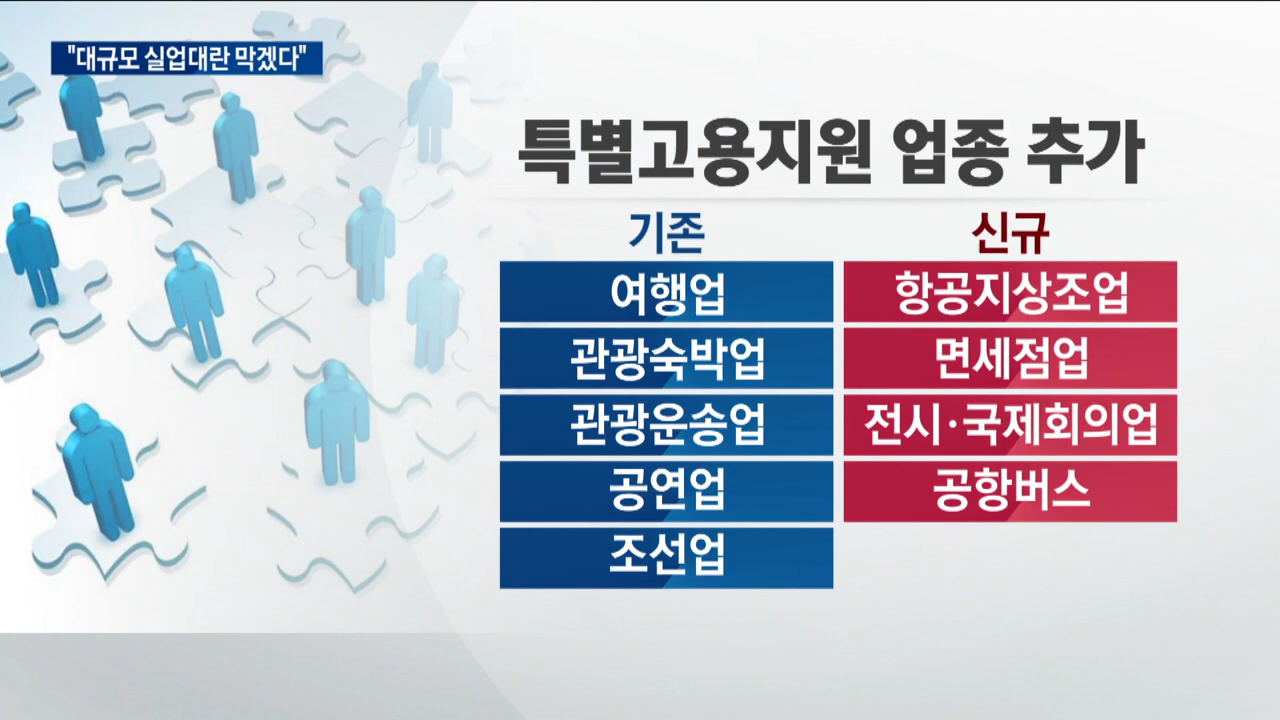 "대규모 실업대란 막겠다"
특별고용지원 업종 추가
기존 신규
여행업 항공지상조업
관광숙박업 면세점업
관광운송업 전시·국제회의업
공연업 공항버스
조선업